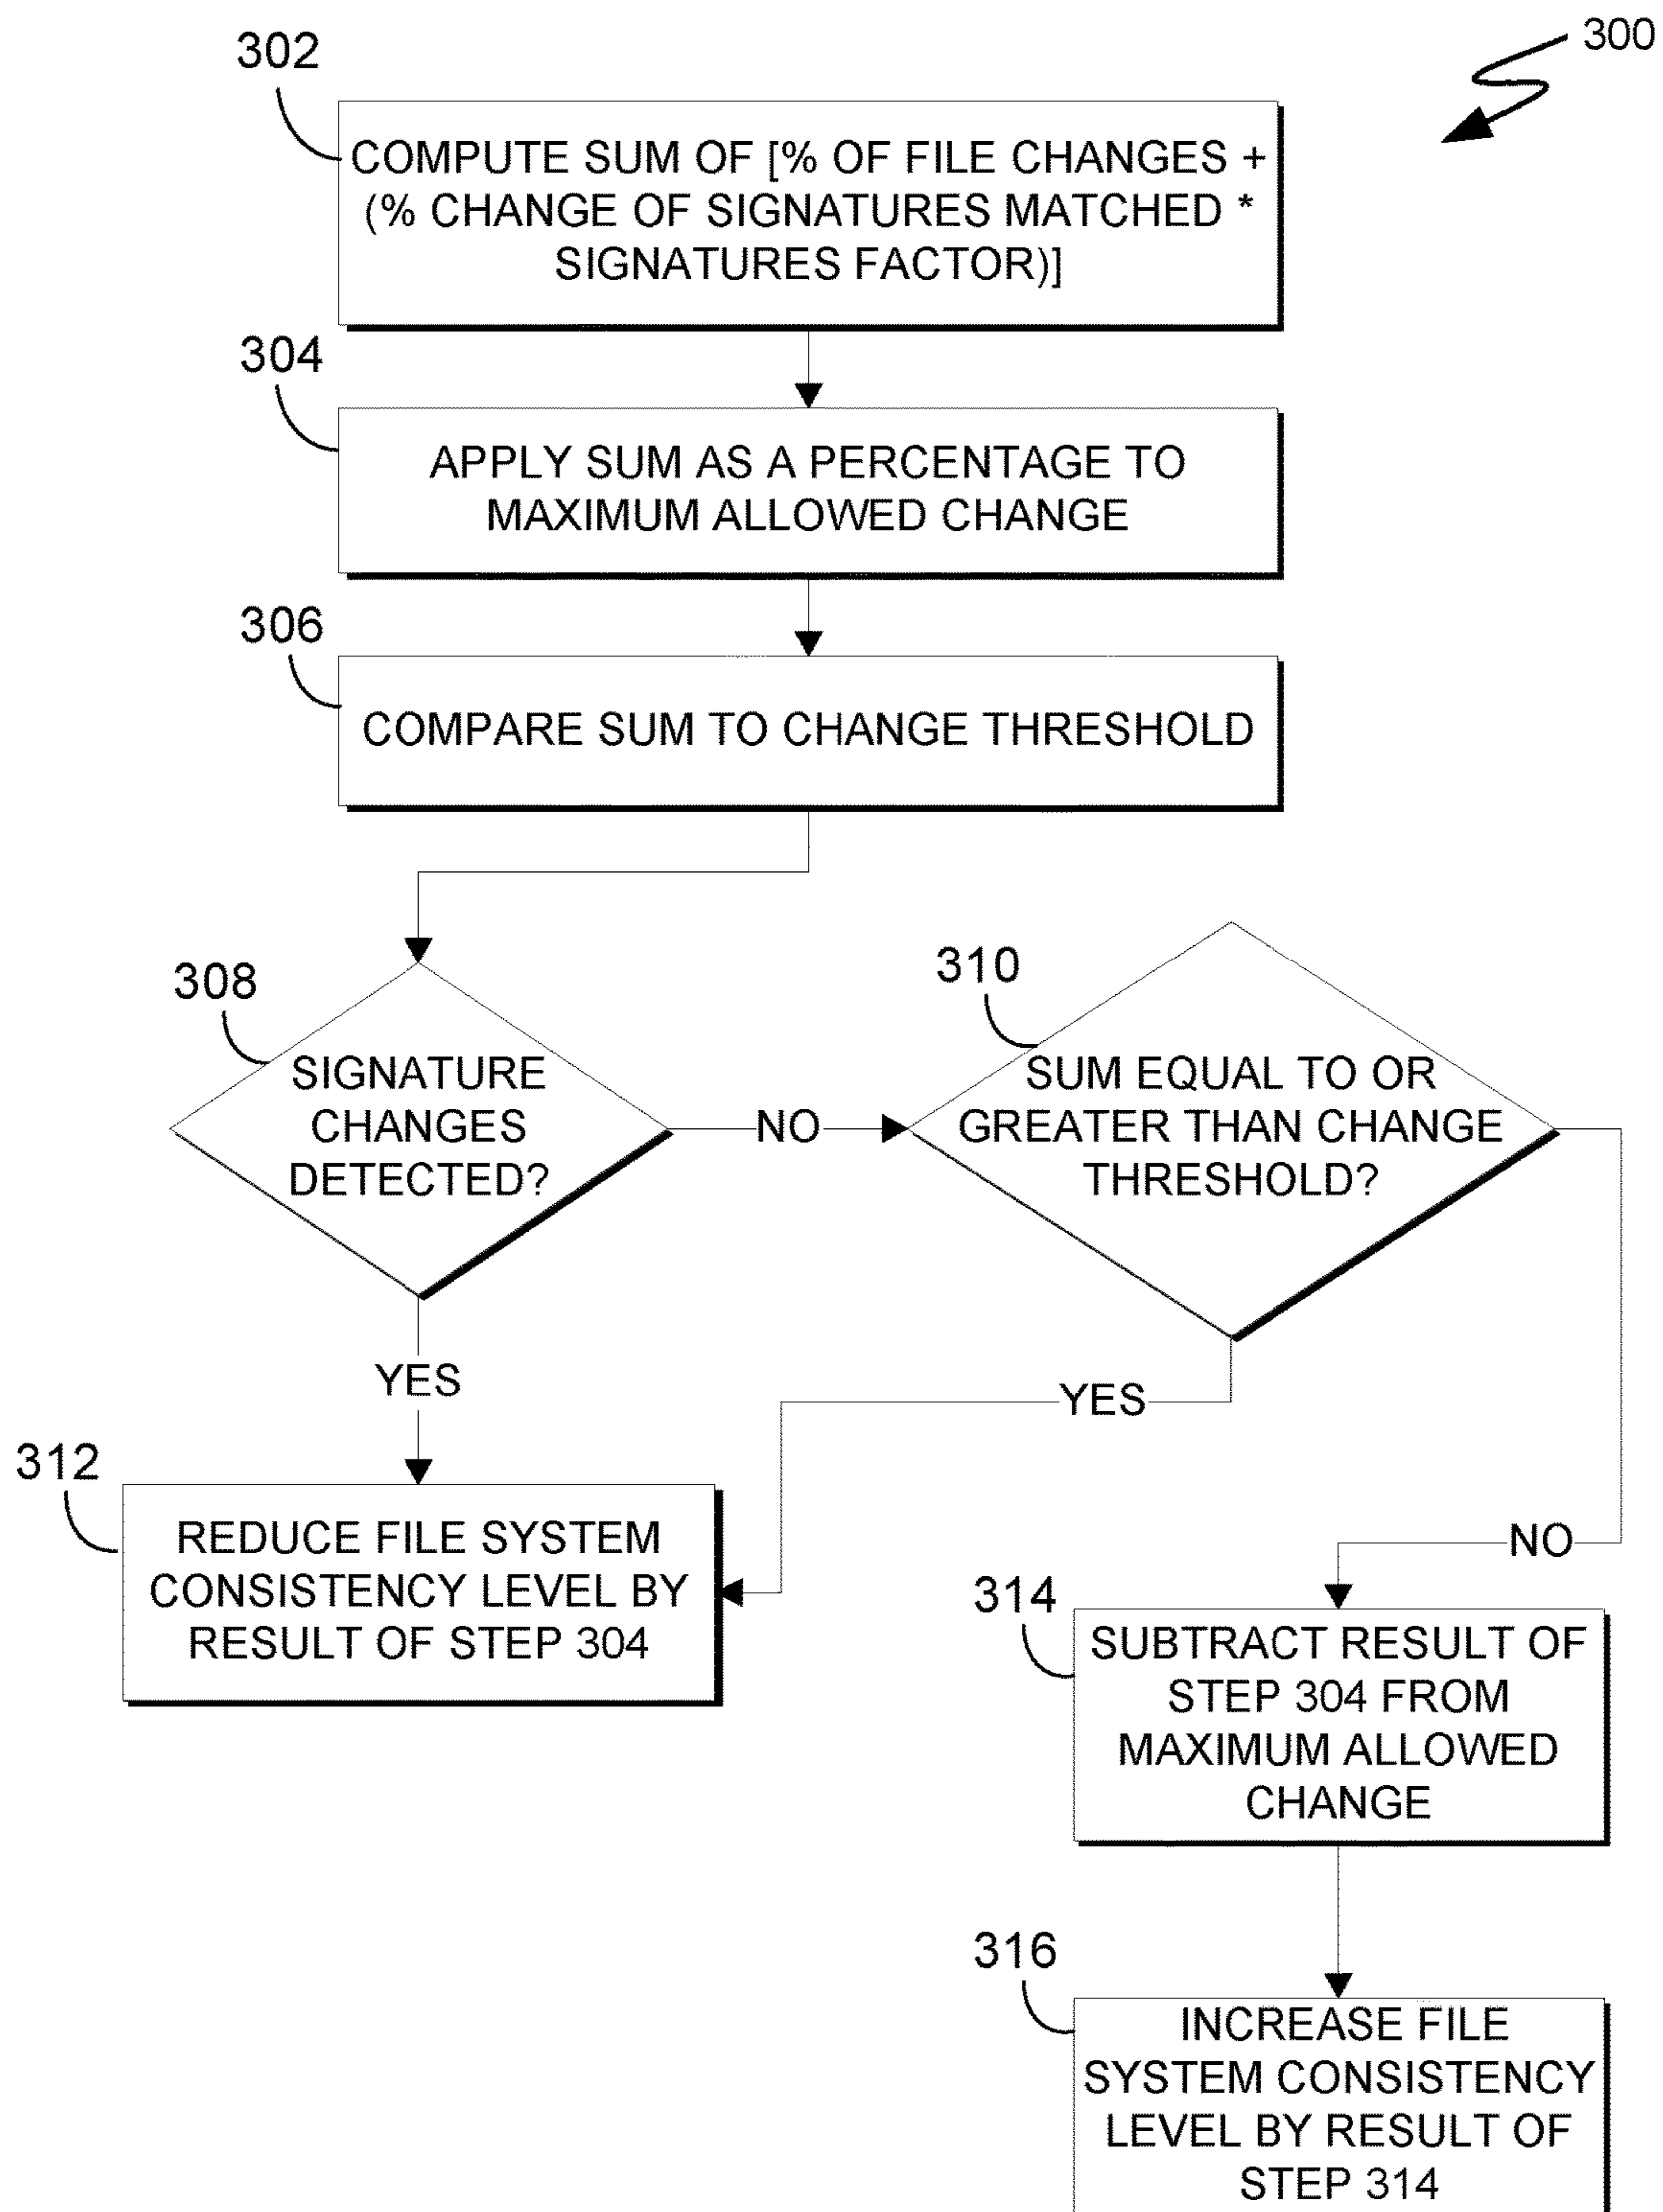 300
302
COMPUTE SUM OF [% OF FILE CHANGES +
(% CHANGE OF SIGNATURES MATCHED *
SIGNATURES FACTOR)]
304
APPLY SUM AS A PERCENTAGE TO
MAXIMUM ALLOWED CHANGE
306
COMPARE SUM TO CHANGE THRESHOLD
308
SIGNATURE
CHANGES
DETECTED?
NO
310
SUM EQUAL TO OR
GREATER THAN CHANGE
THRESHOLD?
YES
YES
312
REDUCE FILE SYSTEM
CONSISTENCY LEVEL BY
RESULT OF STEP 304
NO
314
SUBTRACT RESULT OF
STEP 304 FROM
MAXIMUM ALLOWED
CHANGE
316
INCREASE FILE
SYSTEM CONSISTENCY
LEVEL BY RESULT OF
STEP 314